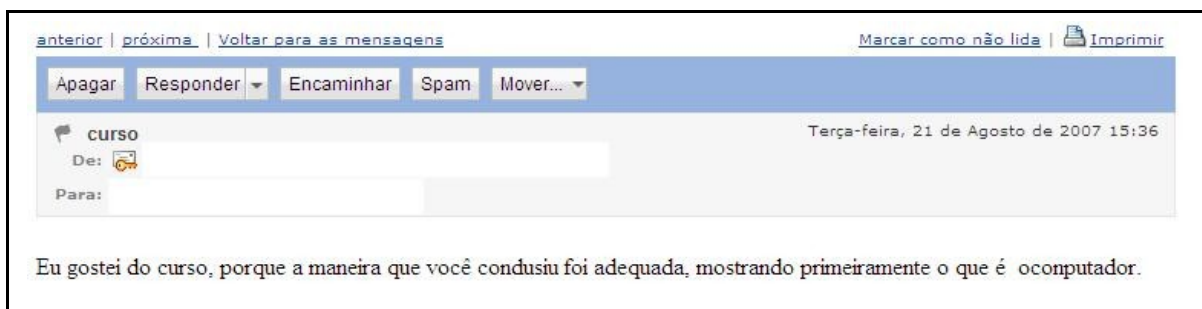 anterior | próxima | Voltar para as mensagens Marcar como não lida | Imprimir
Apagar Responder Encaminhar Spam Mover...
curso Terça-feira, 21 de Agosto de 2007 15:36
De:
Para:
Eu gostei do curso, porque a maneira que você condusiu foi adequada, mostrando primeiramente o que é oconputador.